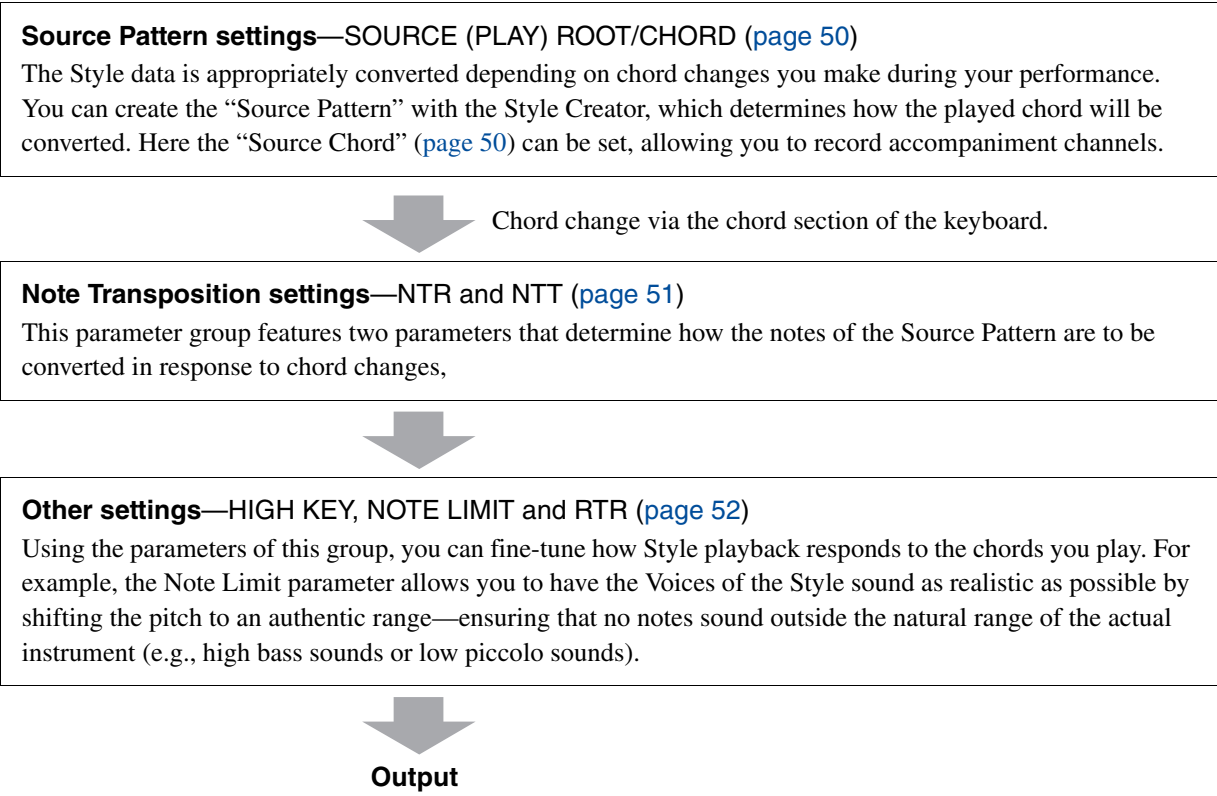 Source Pattern settings—SOURCE (PLAY) ROOT/CHORD (page 50)
The Style data is appropriately converted depending on chord changes you make during your performance.
You can create the “Source Pattern” with the Style Creator, which determines how the played chord will be
converted. Here the “Source Chord” (page 50) can be set, allowing you to record accompaniment channels.
Chord change via the chord section of the keyboard.
Note Transposition settings—NTR and NTT (page 51)
This parameter group features two parameters that determine how the notes of the Source Pattern are to be
converted in response to chord changes,
Other settings—HIGH KEY, NOTE LIMIT and RTR (page 52)
Using the parameters of this group, you can fine-tune how Style playback responds to the chords you play. For
example, the Note Limit parameter allows you to have the Voices of the Style sound as realistic as possible by
shifting the pitch to an authentic range—ensuring that no notes sound outside the natural range of the actual
instrument (e.g., high bass sounds or low piccolo sounds).
Output